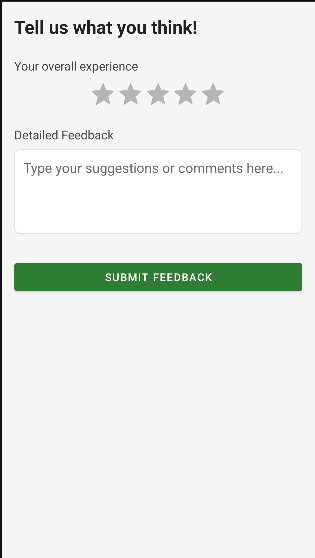 Tell us what you think!
Your overall experience
Detailed Feedback
Type your suggestions or comments here...
SUBMIT FEEDBACK